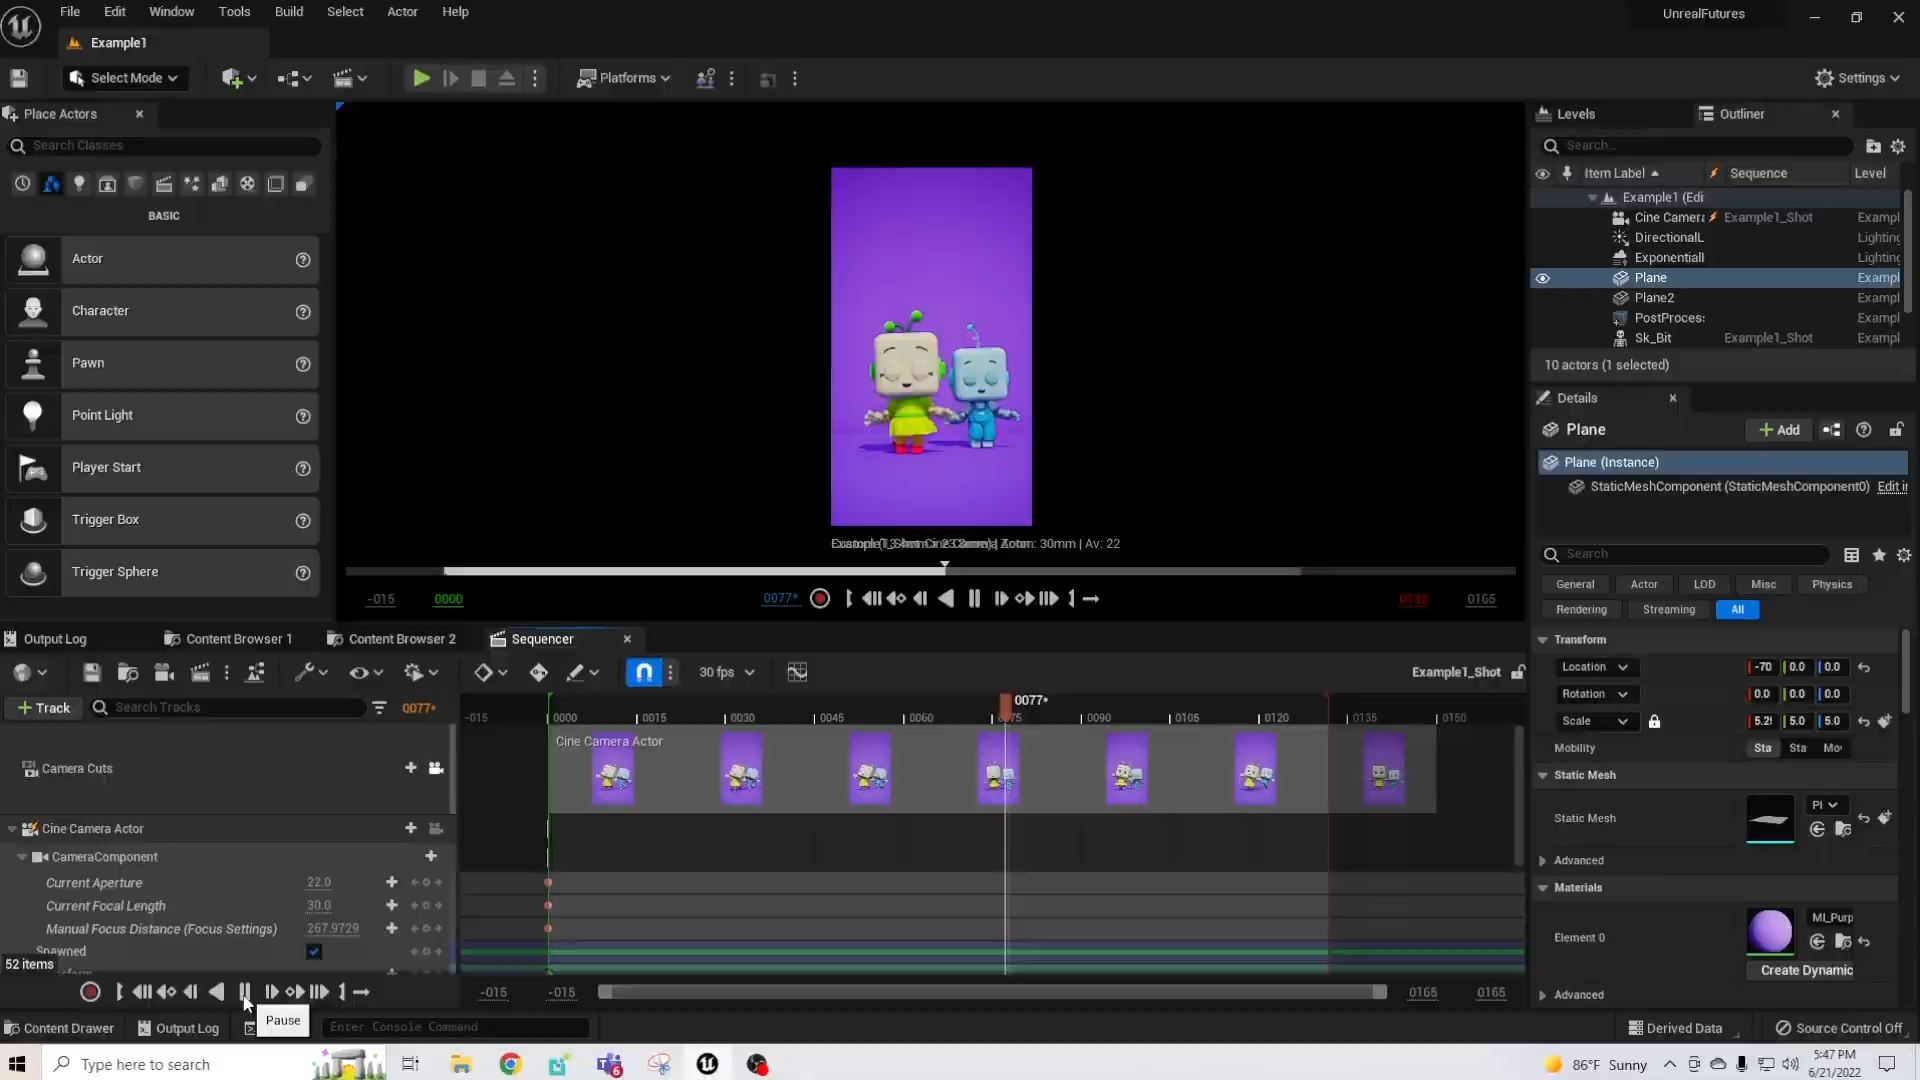 File Edit Window Tools Build Select Actor Help
UnrealFutures
Example1
Select Mode
Platforms
Settings
Place Actors
Search Classes
BASIC
Actor
Character
Pawn
Point Light
Player Start
Trigger Box
Trigger Sphere
Zoom: 30mm | Av: 22
-015
0000
0077*
0165
Levels
Outliner
Search...
Item Label
Sequence
Level
Example1 (Edi
Cine Camera
Example1_Shot
Exampl
DirectionalL
Lighting
ExponentialI
Lighting
Plane
Exampl
Plane2
Exampl
PostProces
Exampl
Sk_Bit
Example1_Shot
Exampl
10 actors (1 selected)
Details
Plane
+ Add
Plane (Instance)
StaticMeshComponent (StaticMeshComponent0)
Edit i
Search
General Actor LOD Misc Physics
Rendering Streaming All
Transform
Location
-70 0.0 0.0
Rotation
0.0 0.0 0.0
Scale
5.2 5.0 5.0
Mobility
Sta Sta Mo
Static Mesh
Static Mesh
Pl
Advanced
Materials
Element 0
MI_Purp
Create Dynamic
Advanced
Output Log
Content Browser 1
Content Browser 2
Sequencer
30 fps
Example1_Shot
+ Track
Search Tracks
0077*
0077*
-015 0000 0015 0030 0045 0060 0090 0105 0120 0135 0150
Camera Cuts
Cine Camera Actor
Cine Camera Actor
CameraComponent
Current Aperture
22.0
Current Focal Length
30.0
Manual Focus Distance (Focus Settings)
267.9729
Spawned
52 items
-015 -015 0165 0165
Pause
Content Drawer
Output Log
Enter Console Command
Derived Data
Source Control Off
Type here to search
6
86°F Sunny
5:47 PM
6/21/2022